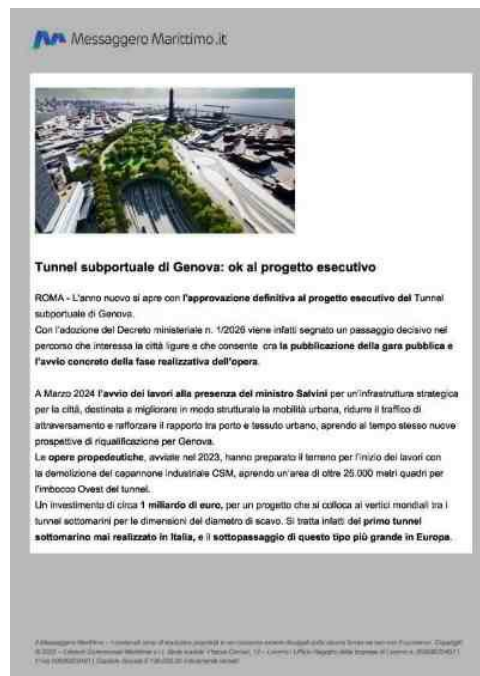 Messaggero Marittimo.it
Tunnel subportuale di Genova: ok al progetto esecutivo
ROMA - L'anno nuovo si apre con l'approvazione definitiva al progetto esecutivo del Tunnel
subportuale di Genova.
Con l'adozione del Decreto ministeriale n. 1/2026 viene infatti segnato un passaggio decisivo nel
percorso che interessa la città ligure e che consente ora la pubblicazione della gara pubblica e
l'avvio concreto della fase realizzativa dell'opera.
A Marzo 2024 l'avvio dei lavori alla presenza del ministro Salvini per un'infrastruttura strategica
per la città, destinata a migliorare in modo strutturale la mobilità urbana, ridurre il traffico di
attraversamento e rafforzare il rapporto tra porto e tessuto urbano, aprendo al tempo stesso nuove
prospettive di riqualificazione per Genova.
Le opere propedeutiche, avviate nel 2023, hanno preparato il terreno per l'inizio dei lavori con
la demolizione del capannone industriale CSM, aprendo un'area di oltre 25.000 metri quadri per
l'imbocco Ovest del tunnel.
Un investimento di circa 1 miliardo di euro, per un progetto che si colloca ai vertici mondiali tra i
tunnel sottomarini per le dimensioni del diametro di scavo. Si tratta infatti del primo tunnel
sottomarino mai realizzato in Italia, e il sottopassaggio di questo tipo più grande in Europa.